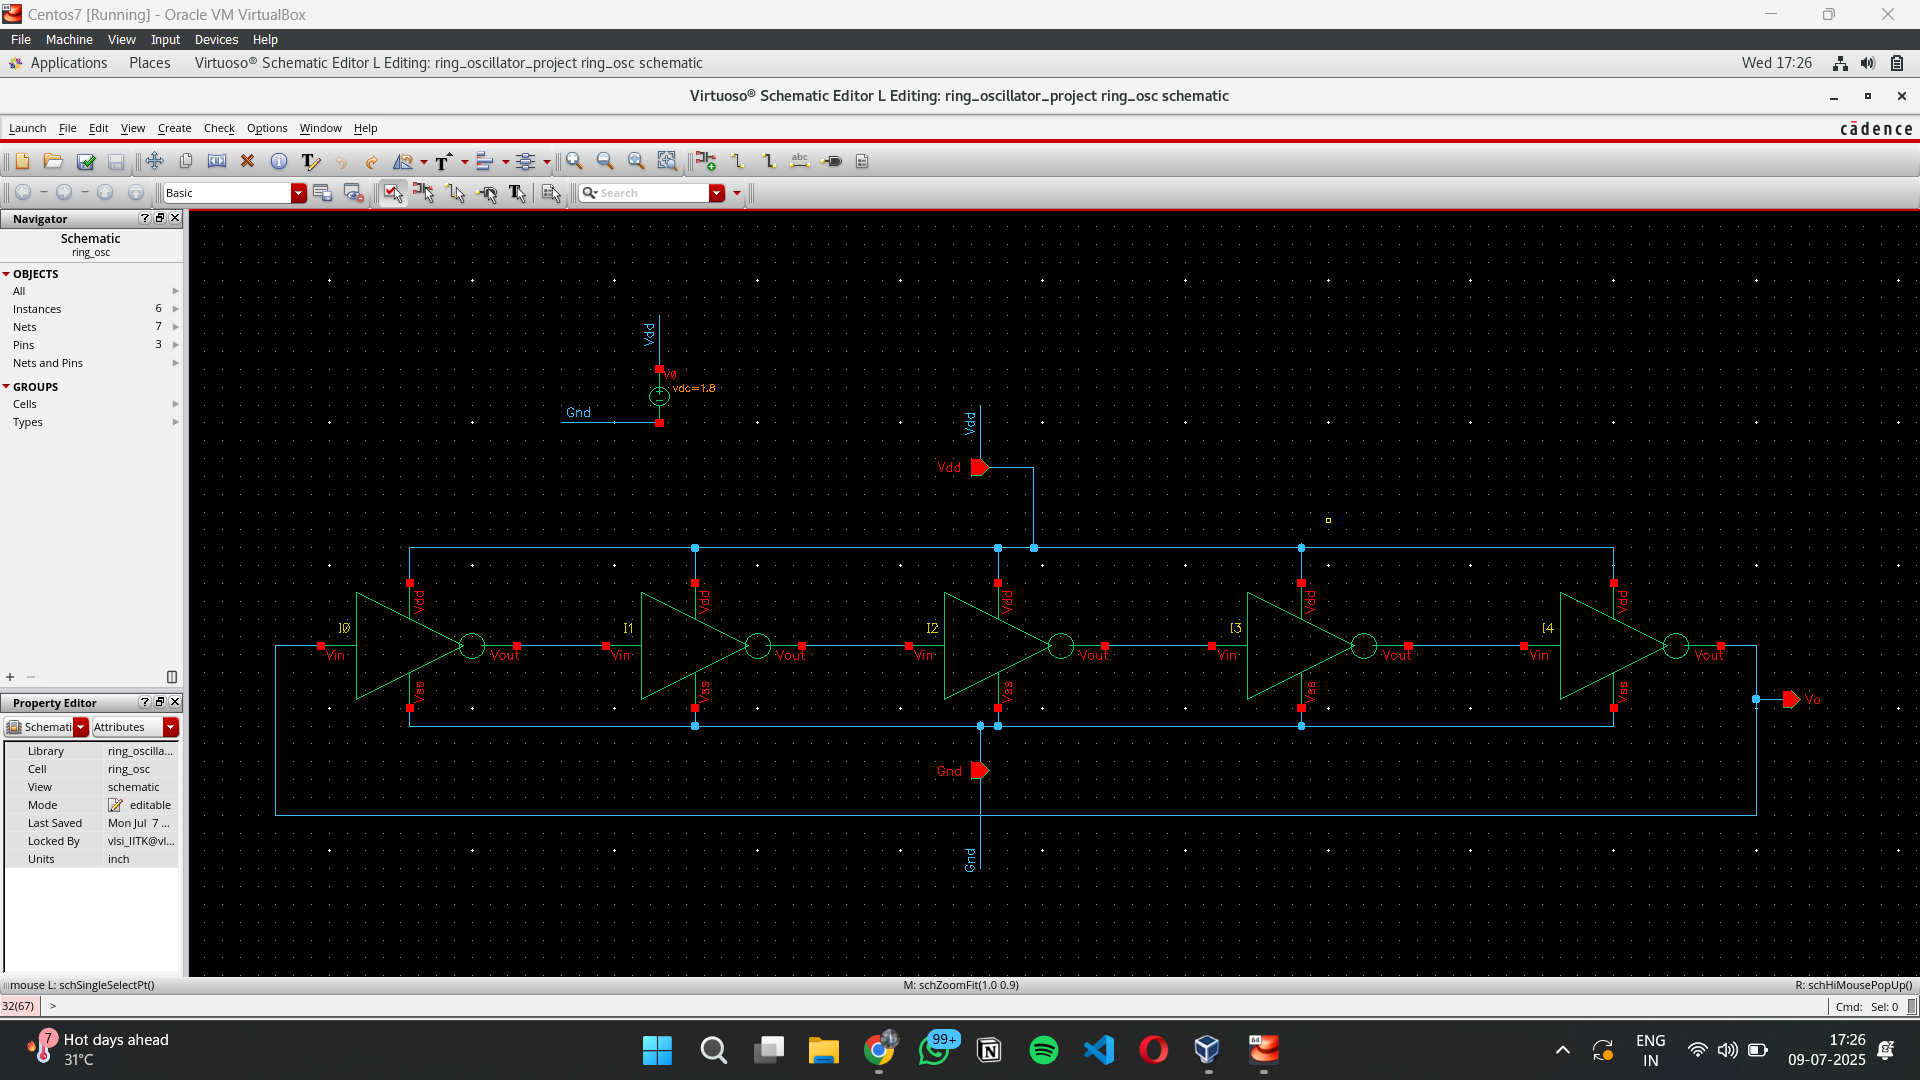 Centos7 [Running] - Oracle VM VirtualBox
File Machine View Input Devices Help
Applications Places Virtuoso® Schematic Editor L Editing: ring_oscillator_project ring_osc schematic Wed 17:26
Virtuoso® Schematic Editor L Editing: ring_oscillator_project ring_osc schematic
Launch File Edit View Create Check Options Window Help cādence
abc
Basic Search
Navigator
Schematic
ring_osc
OBJECTS
All
Instances 6
Nets 7
Pins 3
Nets and Pins
GROUPS
Cells
Types
Vdd
V0
vdc=1.8
Gnd
Vdd
Vdd
Vdd Vdd Vdd Vdd Vdd
I0 I1 I2 I3 I4
Vin Vout Vin Vout Vin Vout Vin Vout Vin Vout
Vss Vss Vss Vss Vss
Vo
Gnd
Gnd
Property Editor
Schemati Attributes
Library ring_oscilla...
Cell ring_osc
View schematic
Mode editable
Last Saved Mon Jul 7 ...
Locked By vlsi_IITK@vl...
Units inch
mouse L: schSingleSelectPt() M: schZoomFit(1.0 0.9) R: schHiMousePopUp()
32(67) > Cmd: Sel: 0
7 Hot days ahead
31°C
99+
64
ENG
IN
17:26
09-07-2025